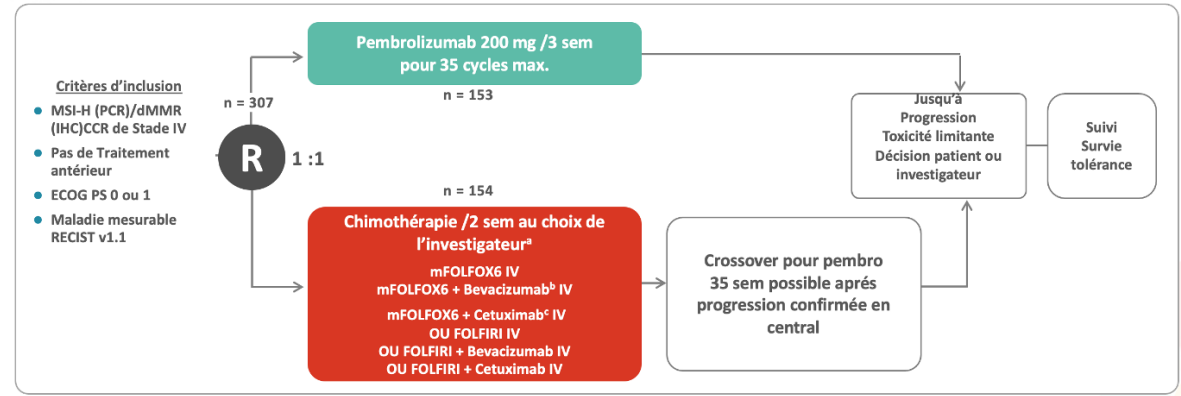 Critères d'inclusion
MSI-H (PCR)/dMMR
(IHC)CCR de Stade IV
Pas de Traitement
antérieur
ECOG PS 0 ou 1
Maladie mesurable
RECIST v1.1
n = 307
R
1 :1
Pembrolizumab 200 mg /3 sem
pour 35 cycles max.
n = 153
n = 154
Chimothérapie /2 sem au choix de
l'investigateurᵃ
mFOLFOX6 IV
mFOLFOX6 + Bevacizumabᵇ IV
mFOLFOX6 + Cetuximabᶜ IV
OU FOLFIRI IV
OU FOLFIRI + Bevacizumab IV
OU FOLFIRI + Cetuximab IV
Crossover pour pembro
35 sem possible aprés
progression confirmée en
central
Jusqu'à
Progression
Toxicité limitante
Décision patient ou
investigateur
Suivi
Survie
tolérance